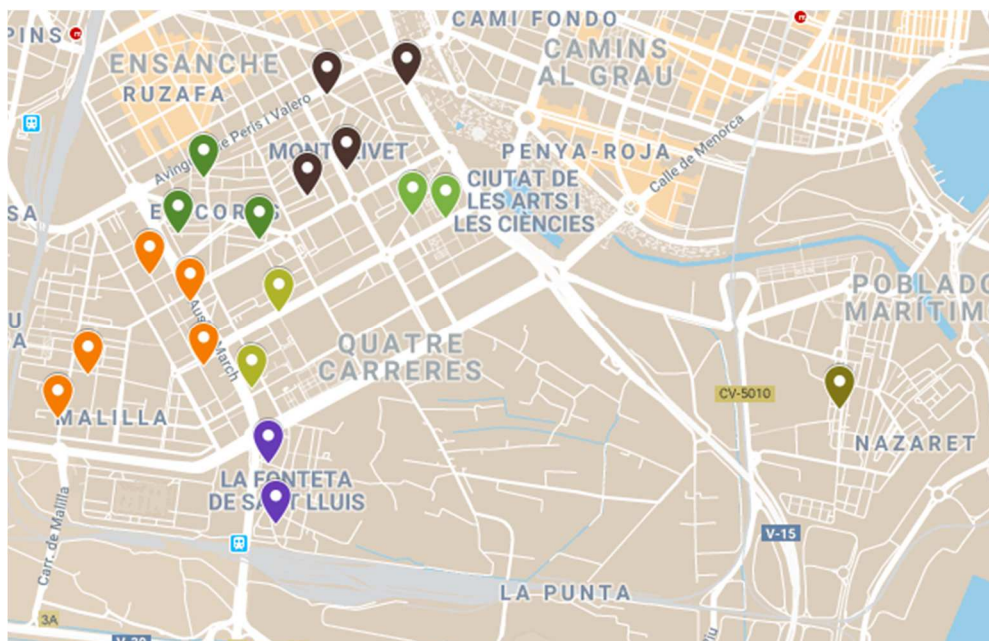 CAMI FONDO
PINS
ENSANCHE
RUZAFA
CAMINS
AL GRAU
Peris i Valero
PENYA-ROJA
Calle de Menorca
CIUTAT DE
LES ARTS I
LES CIÈNCIES
SA
U
A
March
QUATRE
CARRERES
POBLADO
MARÍTIM
CV-5010
MALILLA
NAZARET
LA FONTETA
DE SA T LLUIS
Carr. de Malilla
V-15
LA PUNTA
3A
V-30